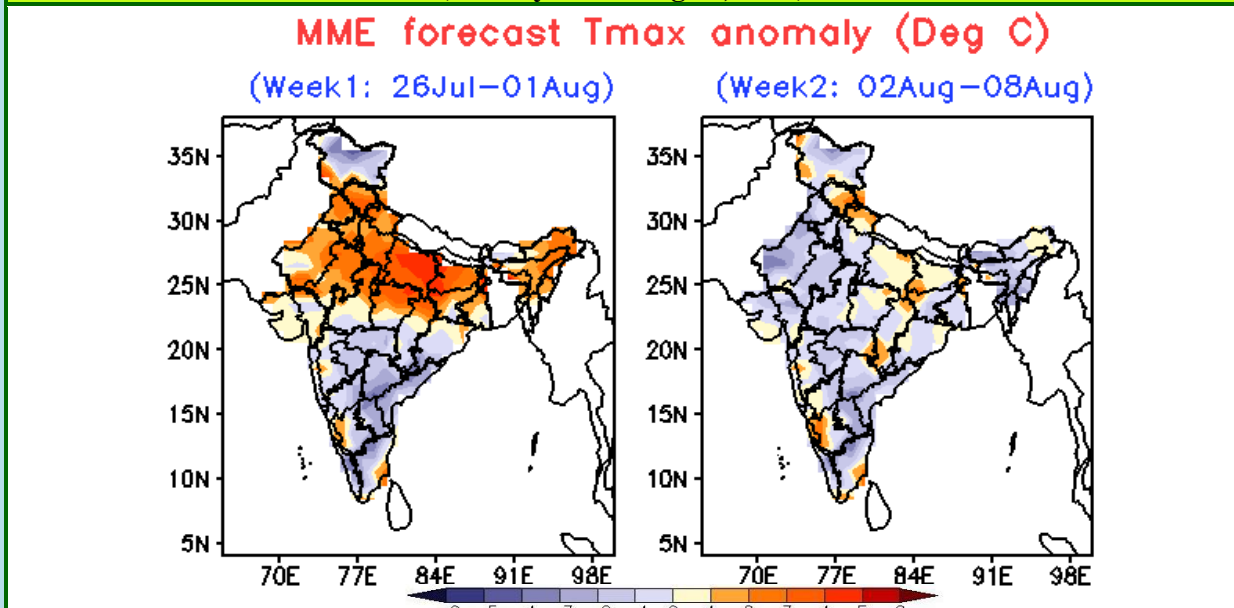 MME forecast Tmax anomaly (Deg C)
(Week1: 26Jul–01Aug) (Week2: 02Aug–08Aug)
35N 35N
30N 30N
25N 25N
20N 20N
15N 15N
10N 10N
5N 5N
70E 77E 84E 91E 98E 70E 77E 84E 91E 98E